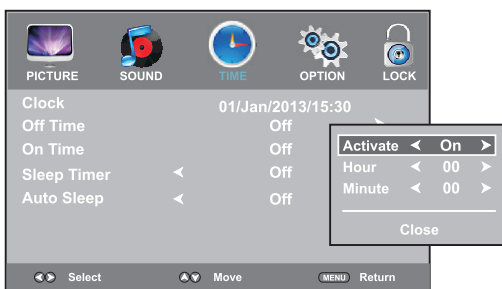 PICTURE SOUND TIME OPTION LOCK
Clock 01/Jan/2013/15:30
Off Time Off
On Time Off
Sleep Timer Off
Auto Sleep Off
Activate On
Hour 00
Minute 00
Close
Select Move MENU Return